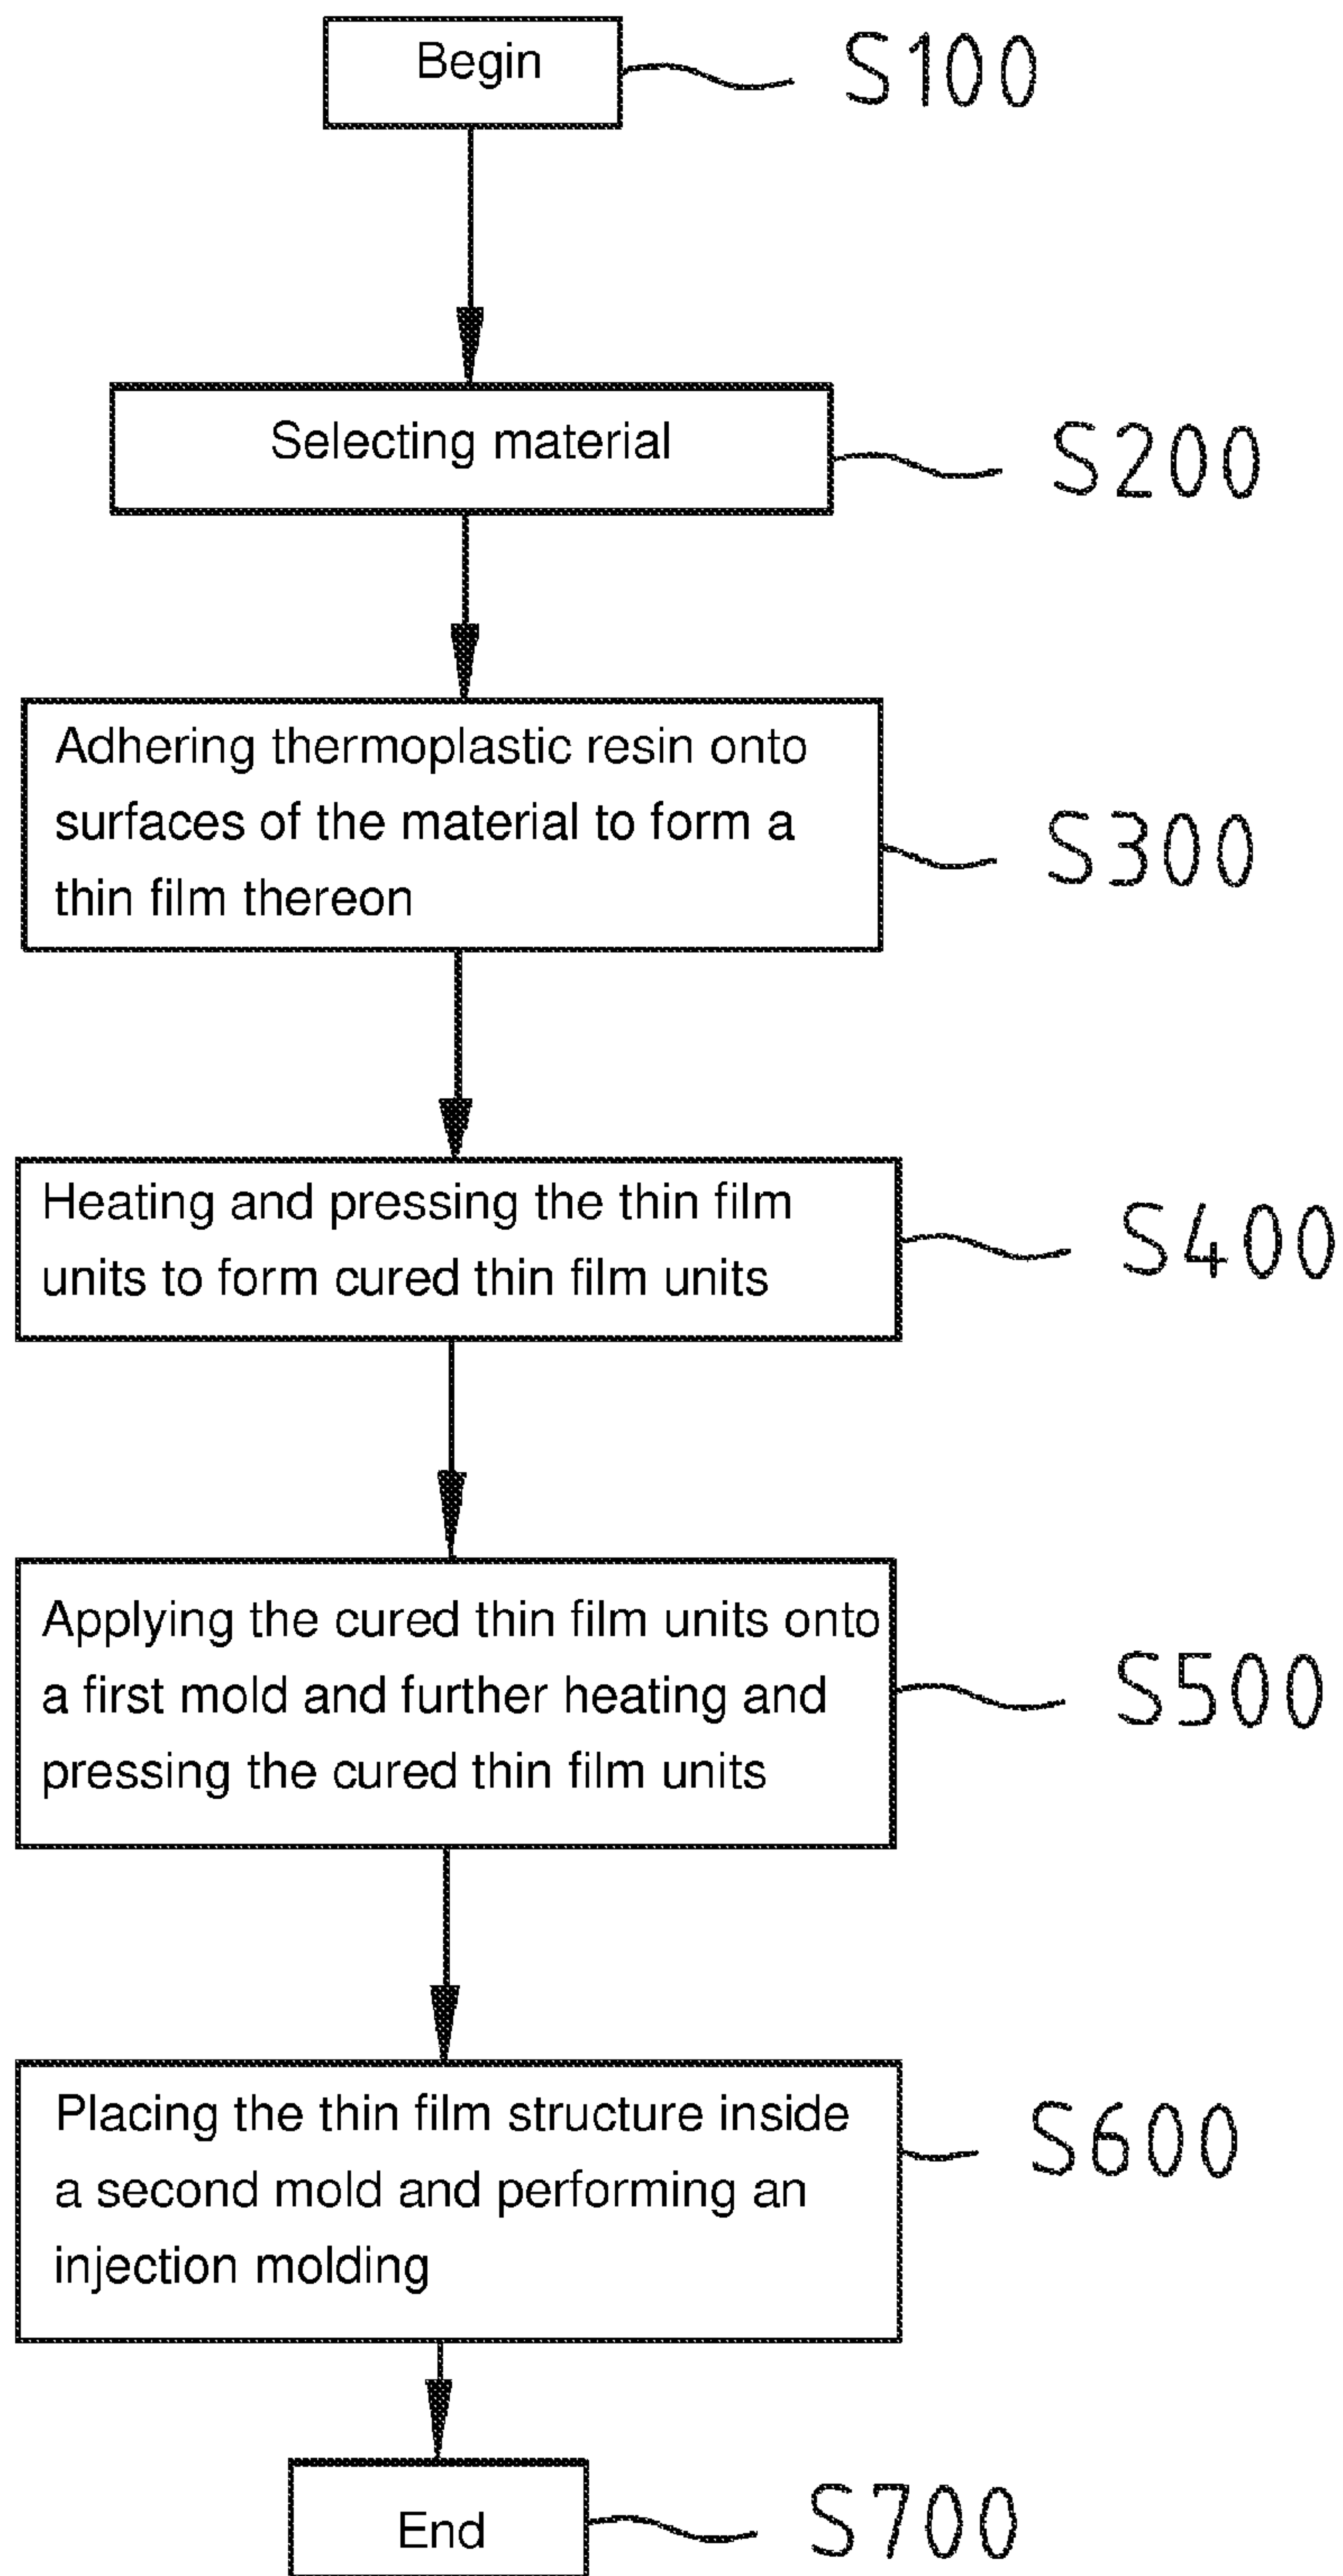 Begin
S100
Selecting material
S200
Adhering thermoplastic resin onto
surfaces of the material to form a
thin film thereon
S300
Heating and pressing the thin film
units to form cured thin film units
S400
Applying the cured thin film units onto
a first mold and further heating and
pressing the cured thin film units
S500
Placing the thin film structure inside
a second mold and performing an
injection molding
S600
End
S700